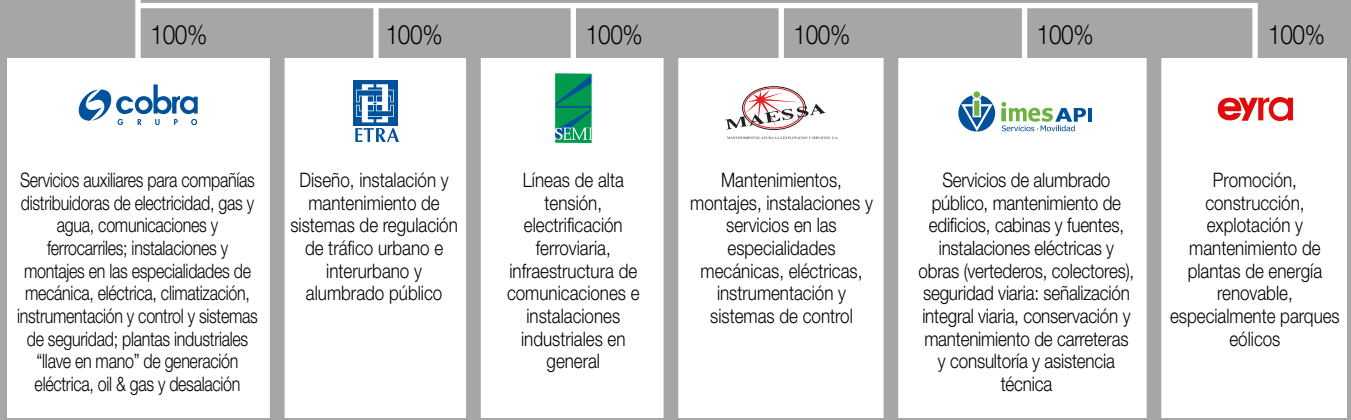 100%
cobra
GRUPO
Servicios auxiliares para compañías
distribuidoras de electricidad, gas y
agua, comunicaciones y
ferrocarriles; instalaciones y
montajes en las especialidades de
mecánica, eléctrica, climatización,
instrumentación y control y sistemas
de seguridad; plantas industriales
“llave en mano” de generación
eléctrica, oil & gas y desalación
100%
ETRA
Diseño, instalación y
mantenimiento de
sistemas de regulación
de tráfico urbano e
interurbano y
alumbrado público
100%
SEMI
Líneas de alta
tensión,
electrificación
ferroviaria,
infraestructura de
comunicaciones e
instalaciones
industriales en
general
100%
MAESSA
MANTENIMIENTOS, AYUDA A LA EXPLOTACION Y SERVICIOS, S.A.
Mantenimientos,
montajes, instalaciones y
servicios en las
especialidades
mecánicas, eléctricas,
instrumentación y
sistemas de control
100%
imesAPI
Servicios · Movilidad
Servicios de alumbrado
público, mantenimiento de
edificios, cabinas y fuentes,
instalaciones eléctricas y
obras (vertederos, colectores),
seguridad viaria: señalización
integral viaria, conservación y
mantenimiento de carreteras
y consultoría y asistencia
técnica
100%
eyra
Promoción,
construcción,
explotación y
mantenimiento de
plantas de energía
renovable,
especialmente parques
eólicos